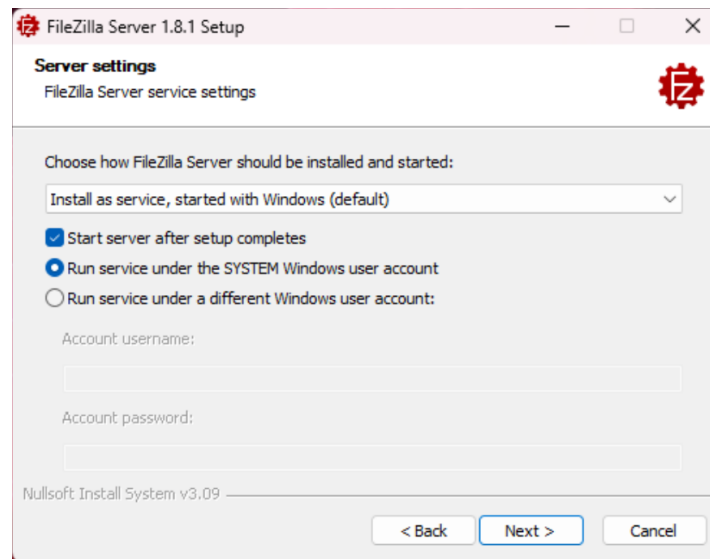 FileZilla Server 1.8.1 Setup
Server settings
FileZilla Server service settings
Choose how FileZilla Server should be installed and started:
Install as service, started with Windows (default)
Start server after setup completes
Run service under the SYSTEM Windows user account
Run service under a different Windows user account:
Account username:
Account password:
Nullsoft Install System v3.09
< Back Next > Cancel